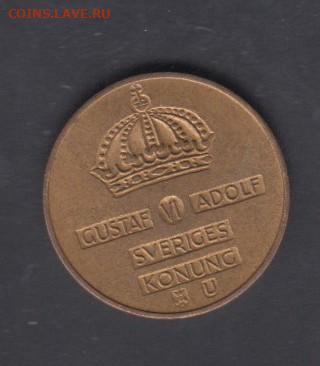 COINS.LAVE.RU
GUSTAF VI ADOLF
SVERIGES
KONUNG
U